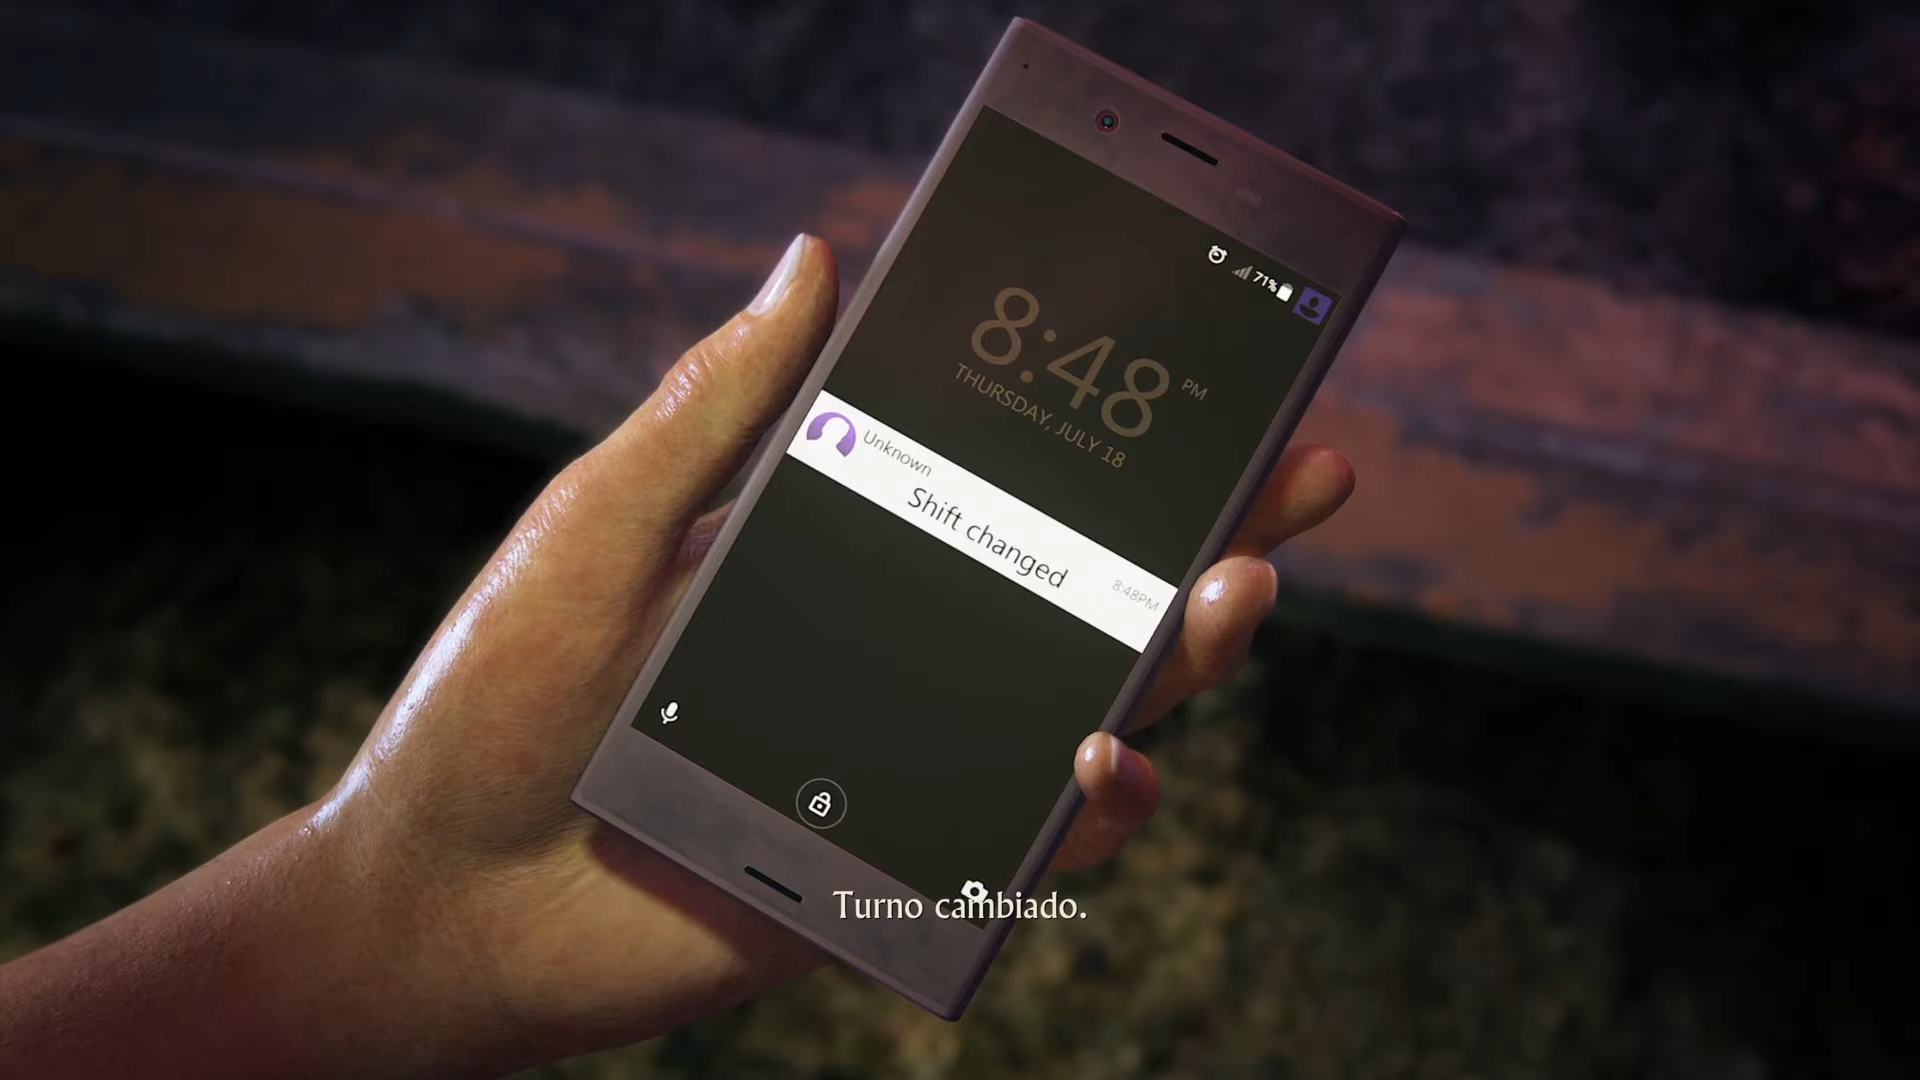 71%
8:48 PM
THURSDAY, JULY 18
Unknown
Shift changed
8:48PM
Turno cambiado.